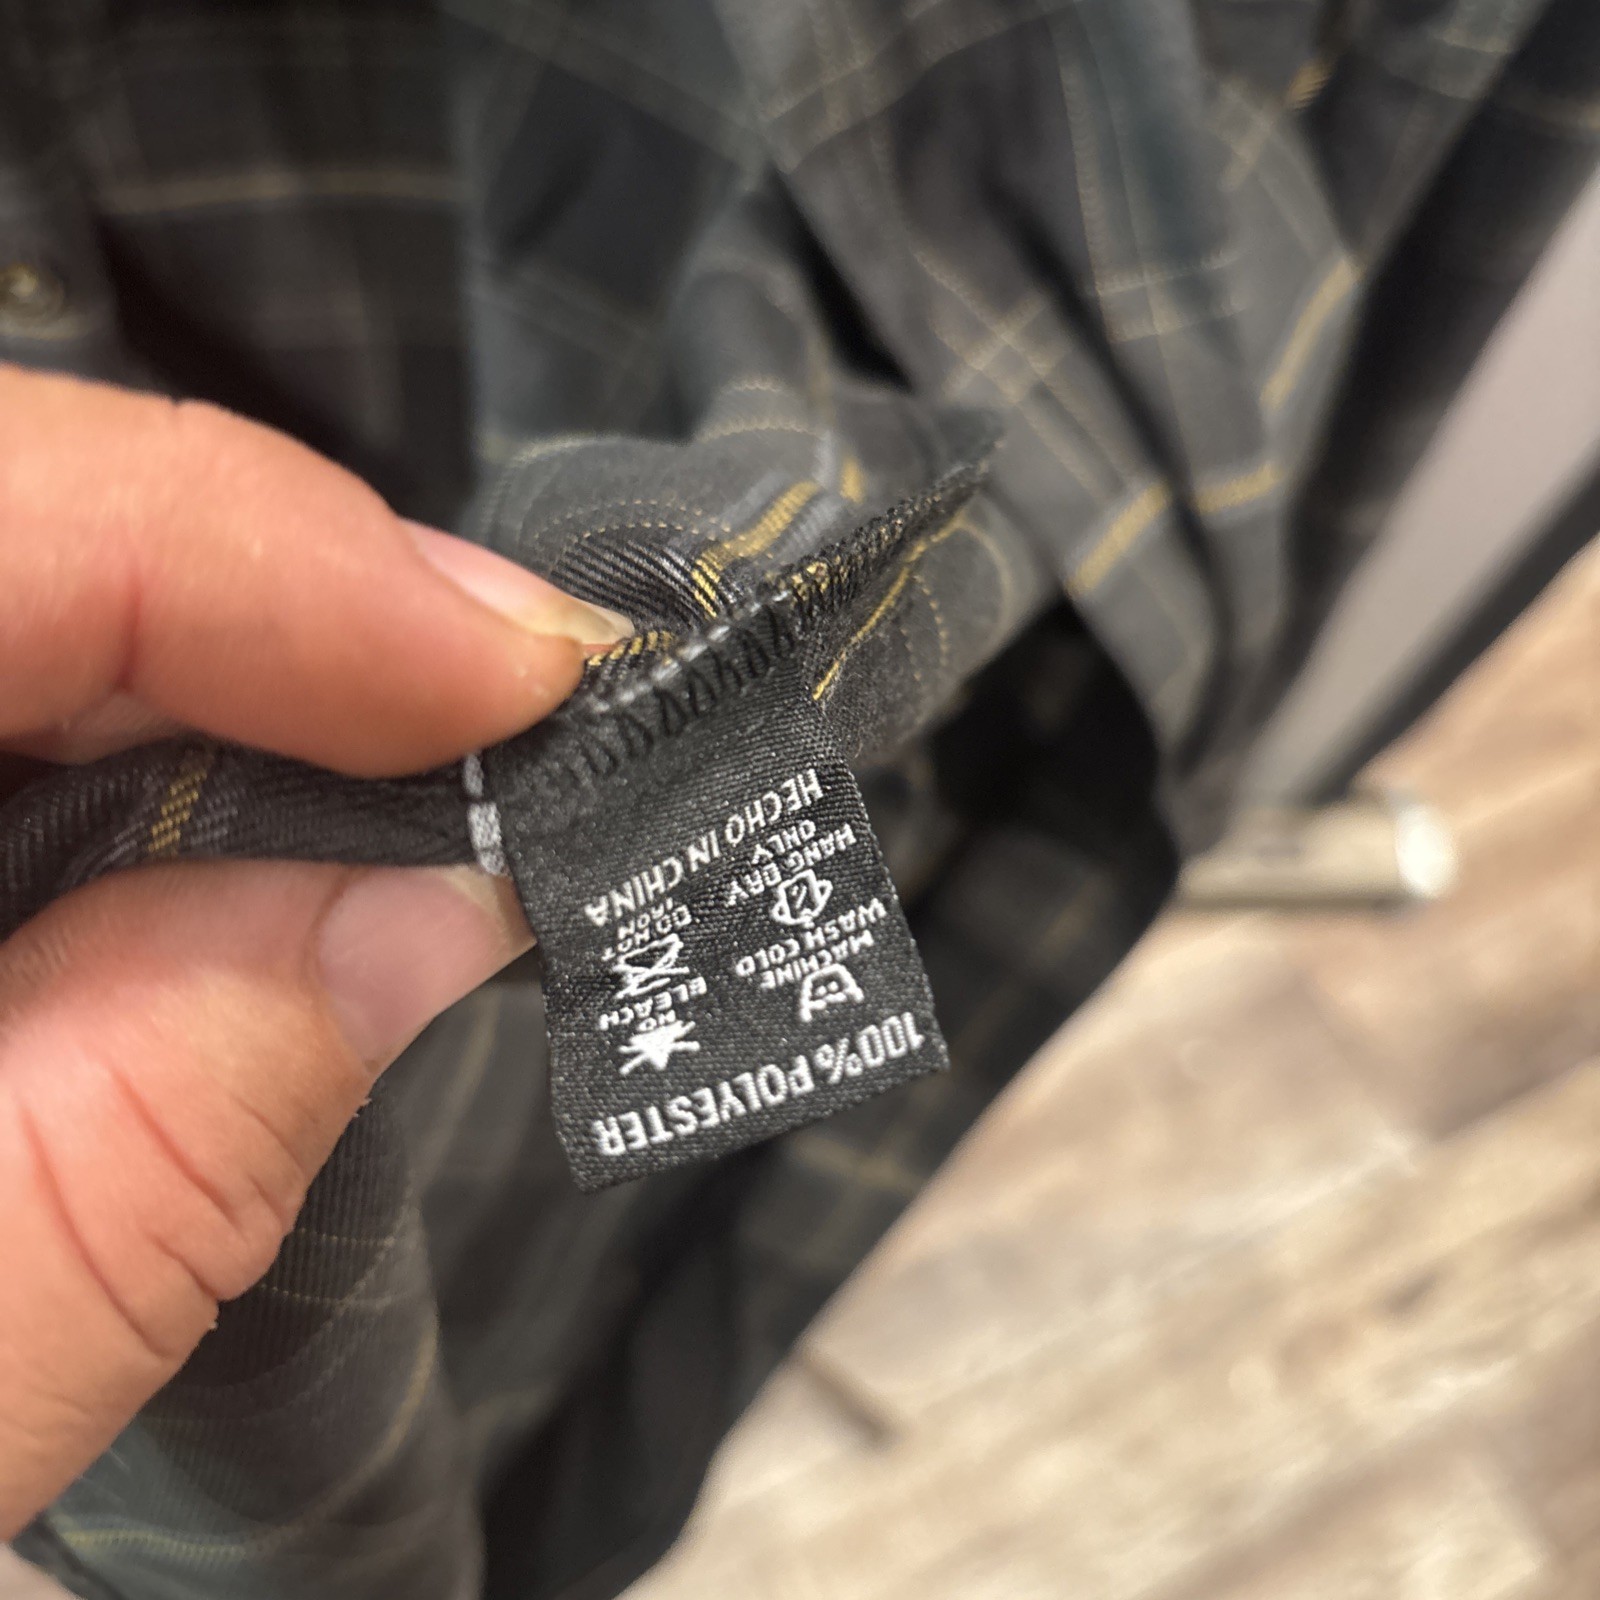 100% POLYESTER
MACHINE
WASH COLD
NO
BLEACH
HANG DRY
ONLY
DO NOT
IRON
HECHO IN CHINA